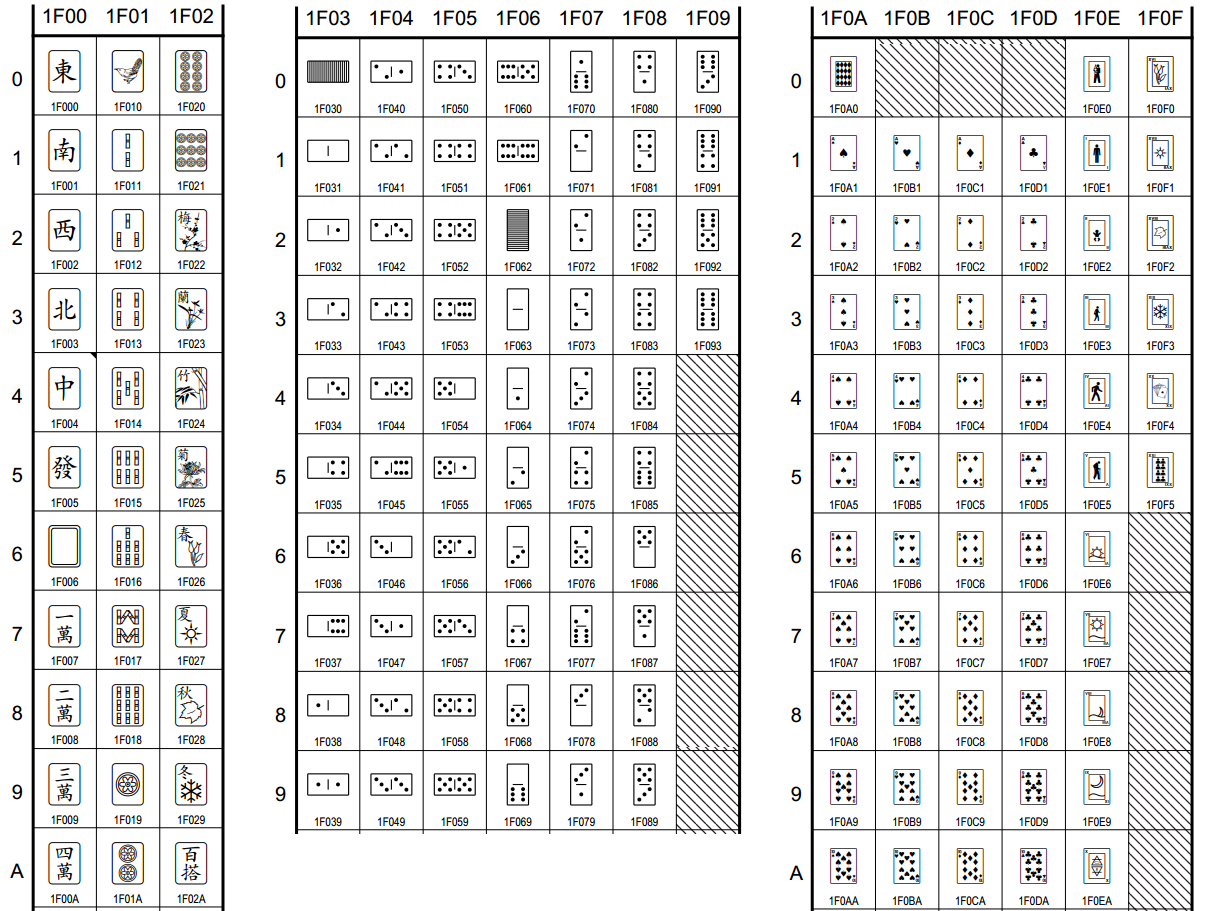 1F00 1F01 1F02 1F03 1F04 1F05 1F06 1F07 1F08 1F09 1F0A 1F0B 1F0C 1F0D 1F0E 1F0F
0 東 0 0
1F000 1F010 1F020 1F030 1F040 1F050 1F060 1F070 1F080 1F090 1F0A0 1F0E0 1F0F0
1 南 1 1
1F001 1F011 1F021 1F031 1F041 1F051 1F061 1F071 1F081 1F091 1F0A1 1F0B1 1F0C1 1F0D1 1F0E1 1F0F1
2 西 梅 2 2
1F002 1F012 1F022 1F032 1F042 1F052 1F062 1F072 1F082 1F092 1F0A2 1F0B2 1F0C2 1F0D2 1F0E2 1F0F2
3 北 蘭 3 3
1F003 1F013 1F023 1F033 1F043 1F053 1F063 1F073 1F083 1F093 1F0A3 1F0B3 1F0C3 1F0D3 1F0E3 1F0F3
4 中 竹 4 4
1F004 1F014 1F024 1F034 1F044 1F054 1F064 1F074 1F084 1F0A4 1F0B4 1F0C4 1F0D4 1F0E4 1F0F4
5 發 菊 5 5
1F005 1F015 1F025 1F035 1F045 1F055 1F065 1F075 1F085 1F0A5 1F0B5 1F0C5 1F0D5 1F0E5 1F0F5
6 春 6 6
1F006 1F016 1F026 1F036 1F046 1F056 1F066 1F076 1F086 1F0A6 1F0B6 1F0C6 1F0D6 1F0E6
7 一萬 夏 7 7
1F007 1F017 1F027 1F037 1F047 1F057 1F067 1F077 1F087 1F0A7 1F0B7 1F0C7 1F0D7 1F0E7
8 二萬 秋 8 8
1F008 1F018 1F028 1F038 1F048 1F058 1F068 1F078 1F088 1F0A8 1F0B8 1F0C8 1F0D8 1F0E8
9 三萬 冬 9 9
1F009 1F019 1F029 1F039 1F049 1F059 1F069 1F079 1F089 1F0A9 1F0B9 1F0C9 1F0D9 1F0E9
A 四萬 百搭 A
1F00A 1F01A 1F02A 1F0AA 1F0BA 1F0CA 1F0DA 1F0EA